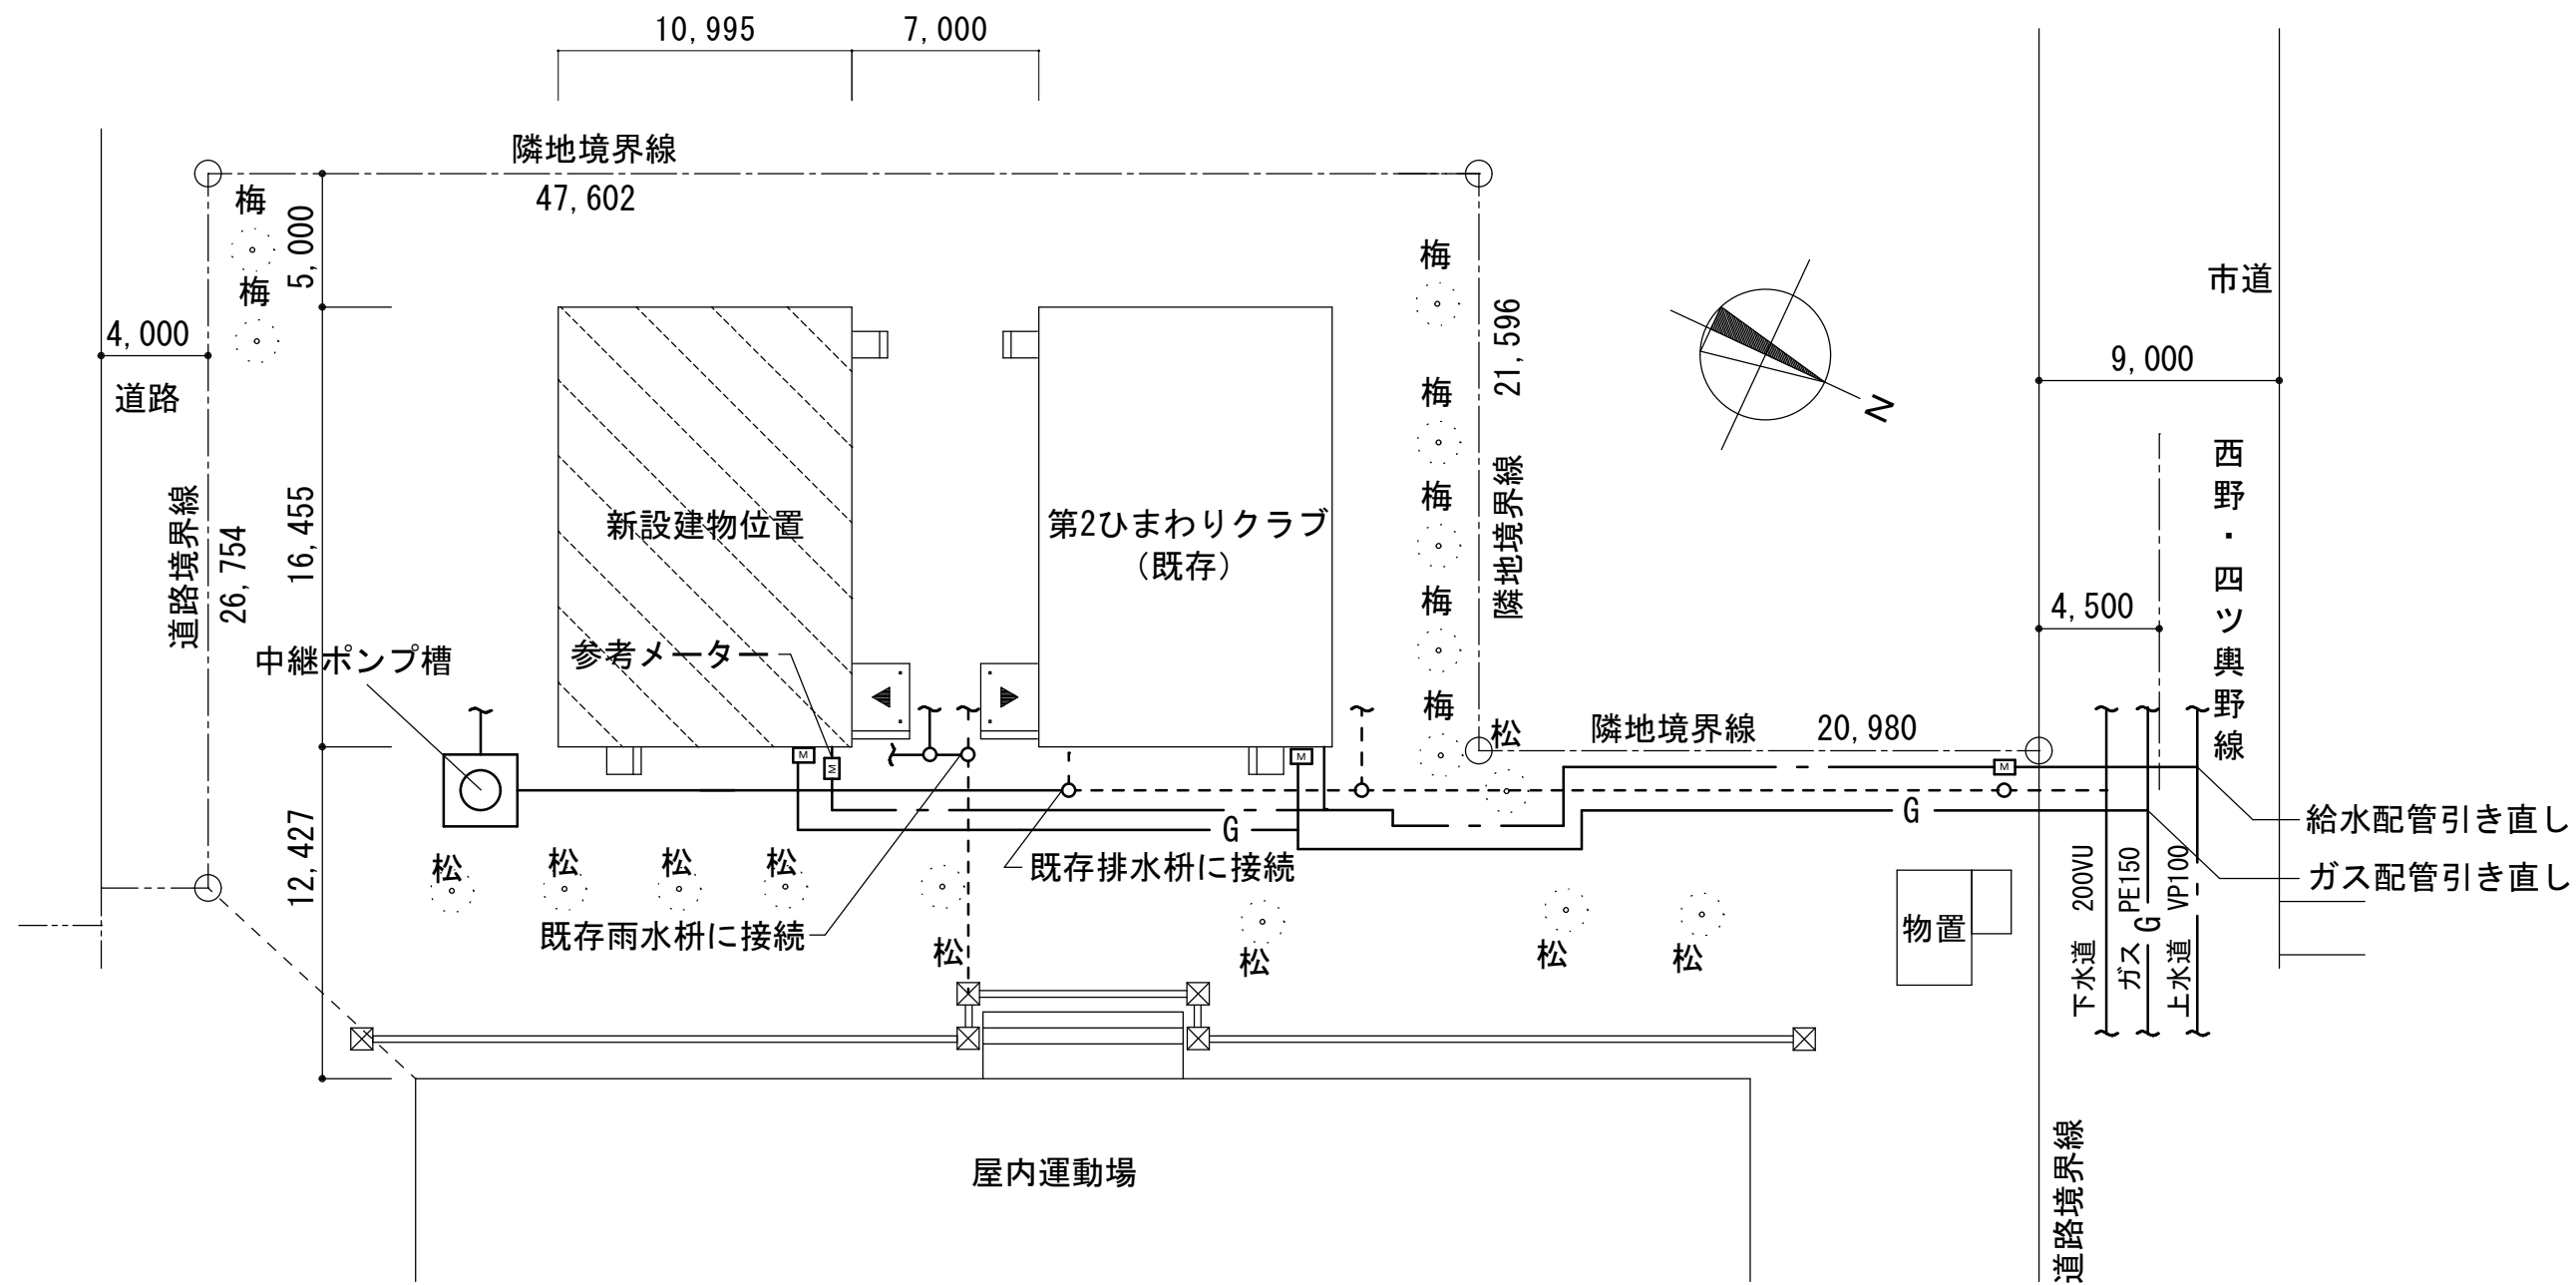 10,995
7,000
隣地境界線
47,602
梅
梅
5,000
4,000
道路
道路境界線
26,754
16,455
12,427
中継ポンプ槽
新設建物位置
参考メーター
第2ひまわりクラブ
(既存)
梅
梅
梅
梅
梅
松
21,596
隣地境界線
N
市道
9,000
4,500
西野・四ツ興野線
隣地境界線 20,980
M
M
M
M
G
G
給水配管引き直し
ガス配管引き直し
既存排水枡に接続
既存雨水枡に接続
松
松
松
松
松
松
松
松
物置
下水道 200VU
ガス PE150
G
上水道 VP100
屋内運動場
道路境界線